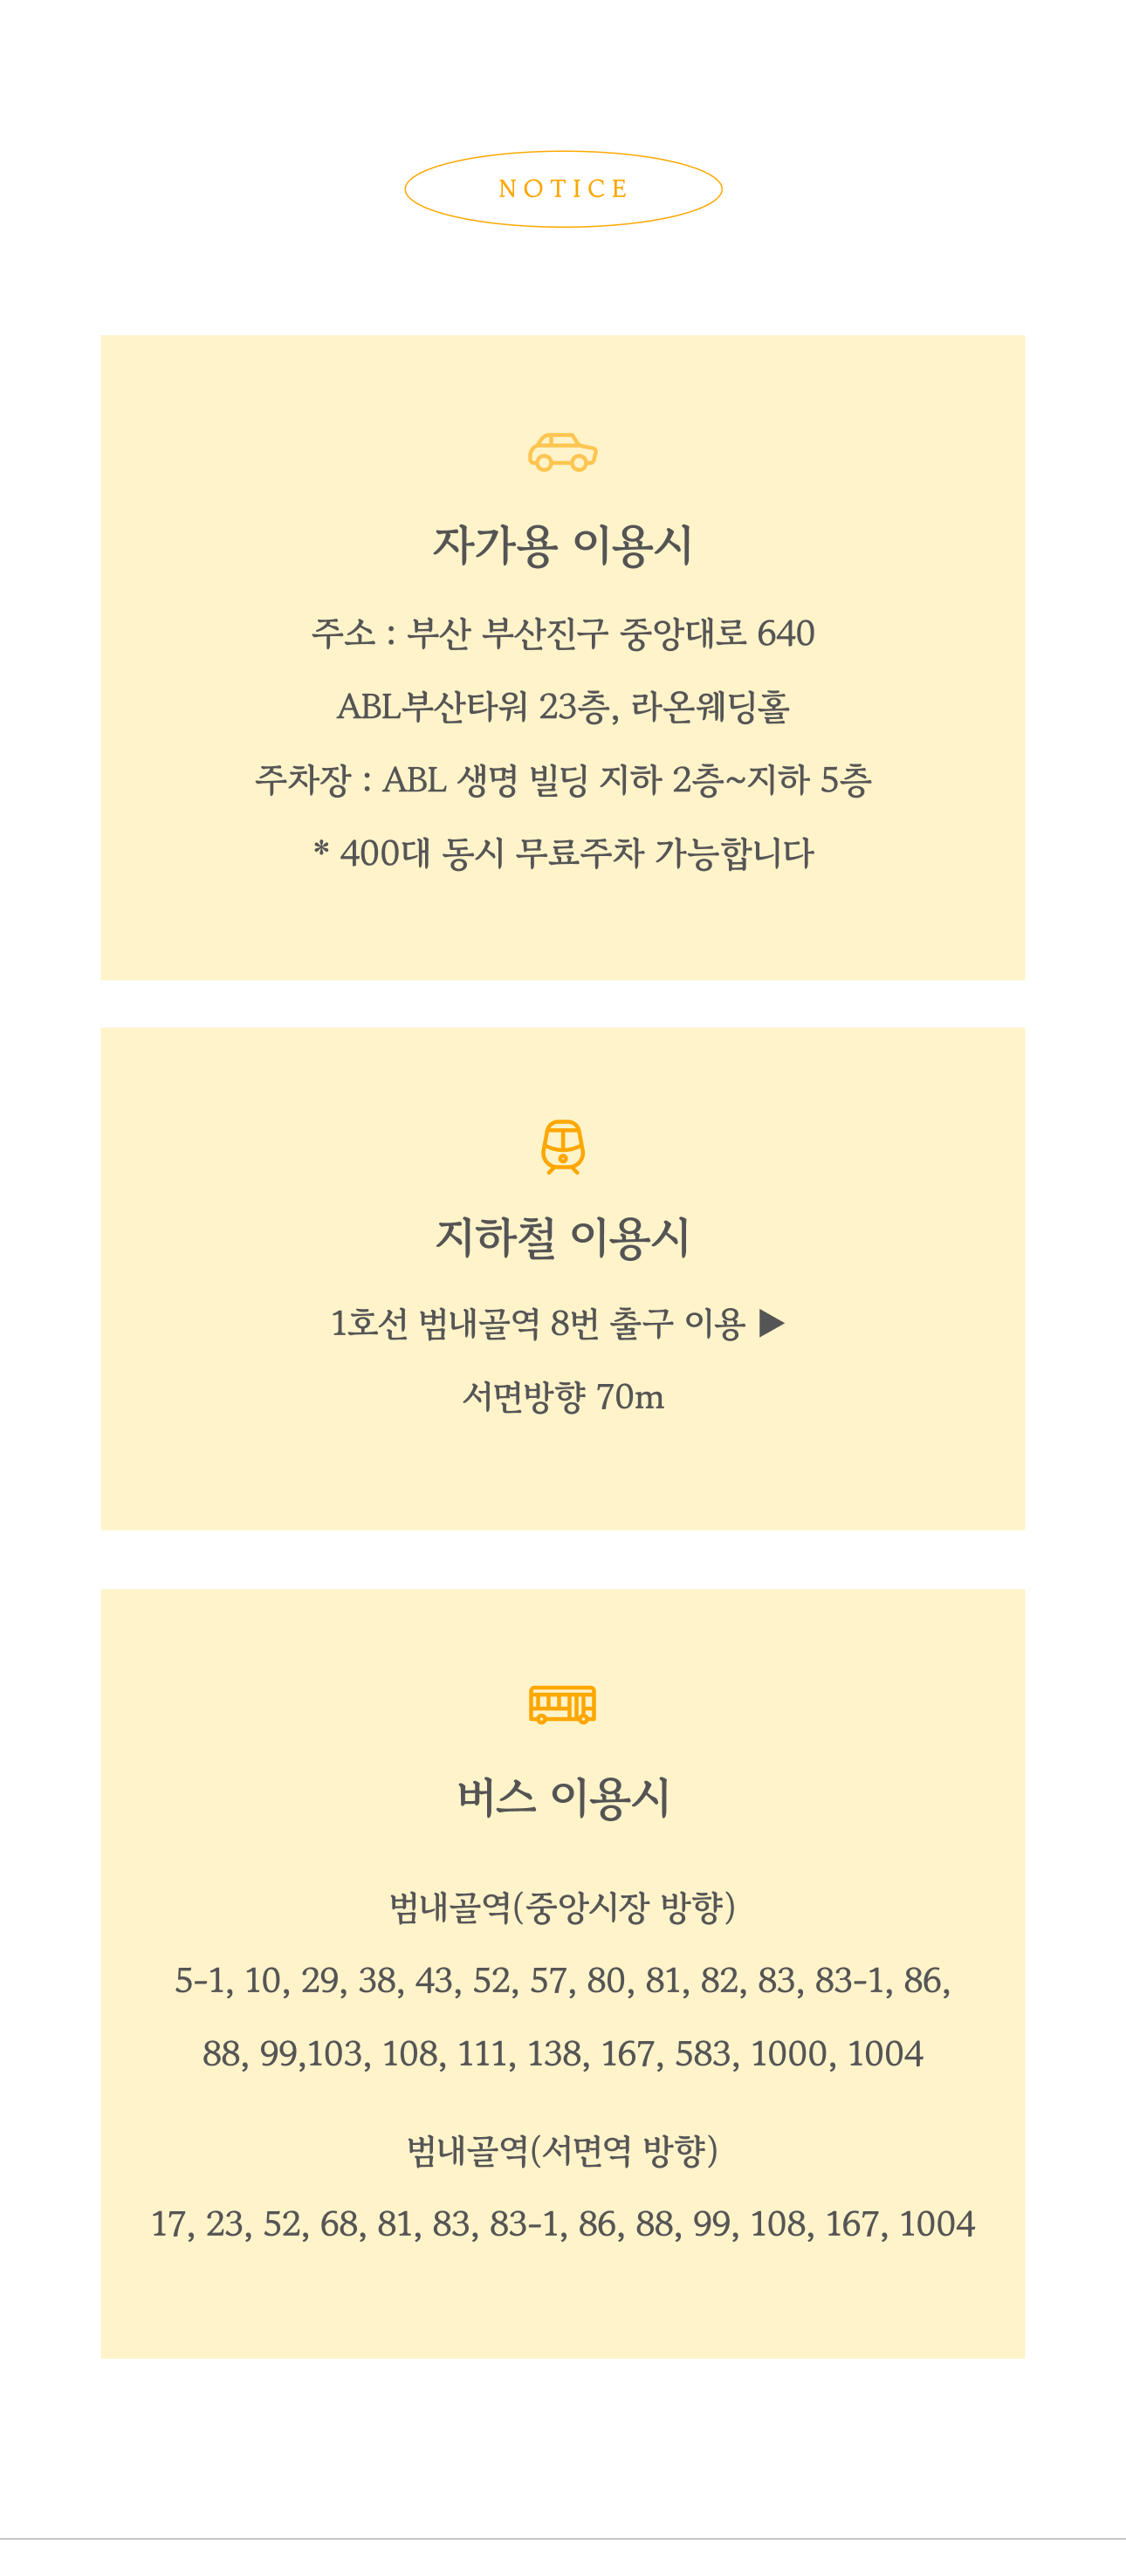 NOTICE
자가용 이용시
주소 : 부산 부산진구 중앙대로 640
ABL부산타워 23층, 라온웨딩홀
주차장 : ABL 생명 빌딩 지하 2층~지하 5층
* 400대 동시 무료주차 가능합니다
지하철 이용시
1호선 범내골역 8번 출구 이용 ▶
서면방향 70m
버스 이용시
범내골역(중앙시장 방향)
5-1, 10, 29, 38, 43, 52, 57, 80, 81, 82, 83, 83-1, 86,
88, 99,103, 108, 111, 138, 167, 583, 1000, 1004
범내골역(서면역 방향)
17, 23, 52, 68, 81, 83, 83-1, 86, 88, 99, 108, 167, 1004